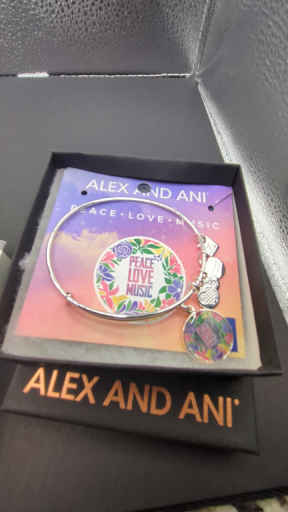 ALEX AND ANI
PEACE • LOVE • MUSIC
PEACE
LOVE
MUSIC
ALEX AND ANI